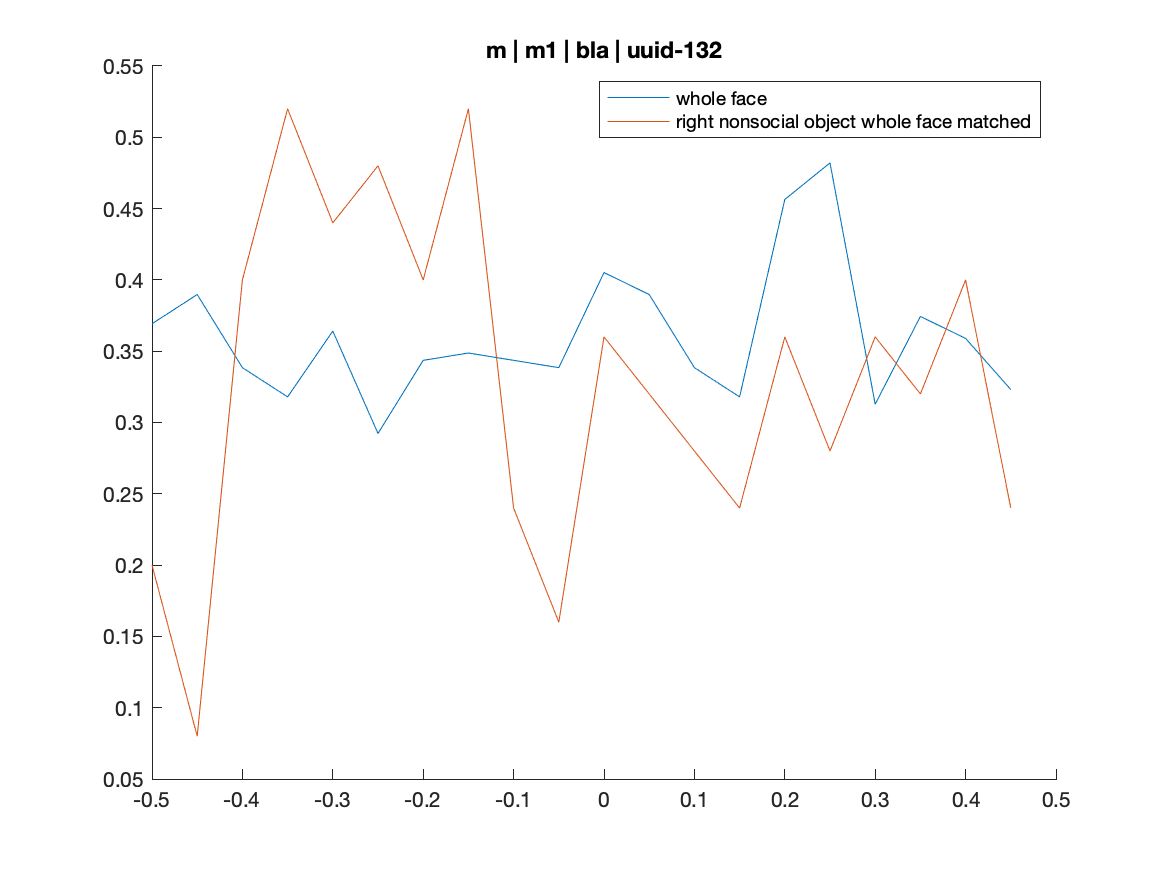 m | m1 | bla | uuid-132
whole face
right nonsocial object whole face matched
0.55
0.5
0.45
0.4
0.35
0.3
0.25
0.2
0.15
0.1
0.05
-0.5 -0.4 -0.3 -0.2 -0.1 0 0.1 0.2 0.3 0.4 0.5